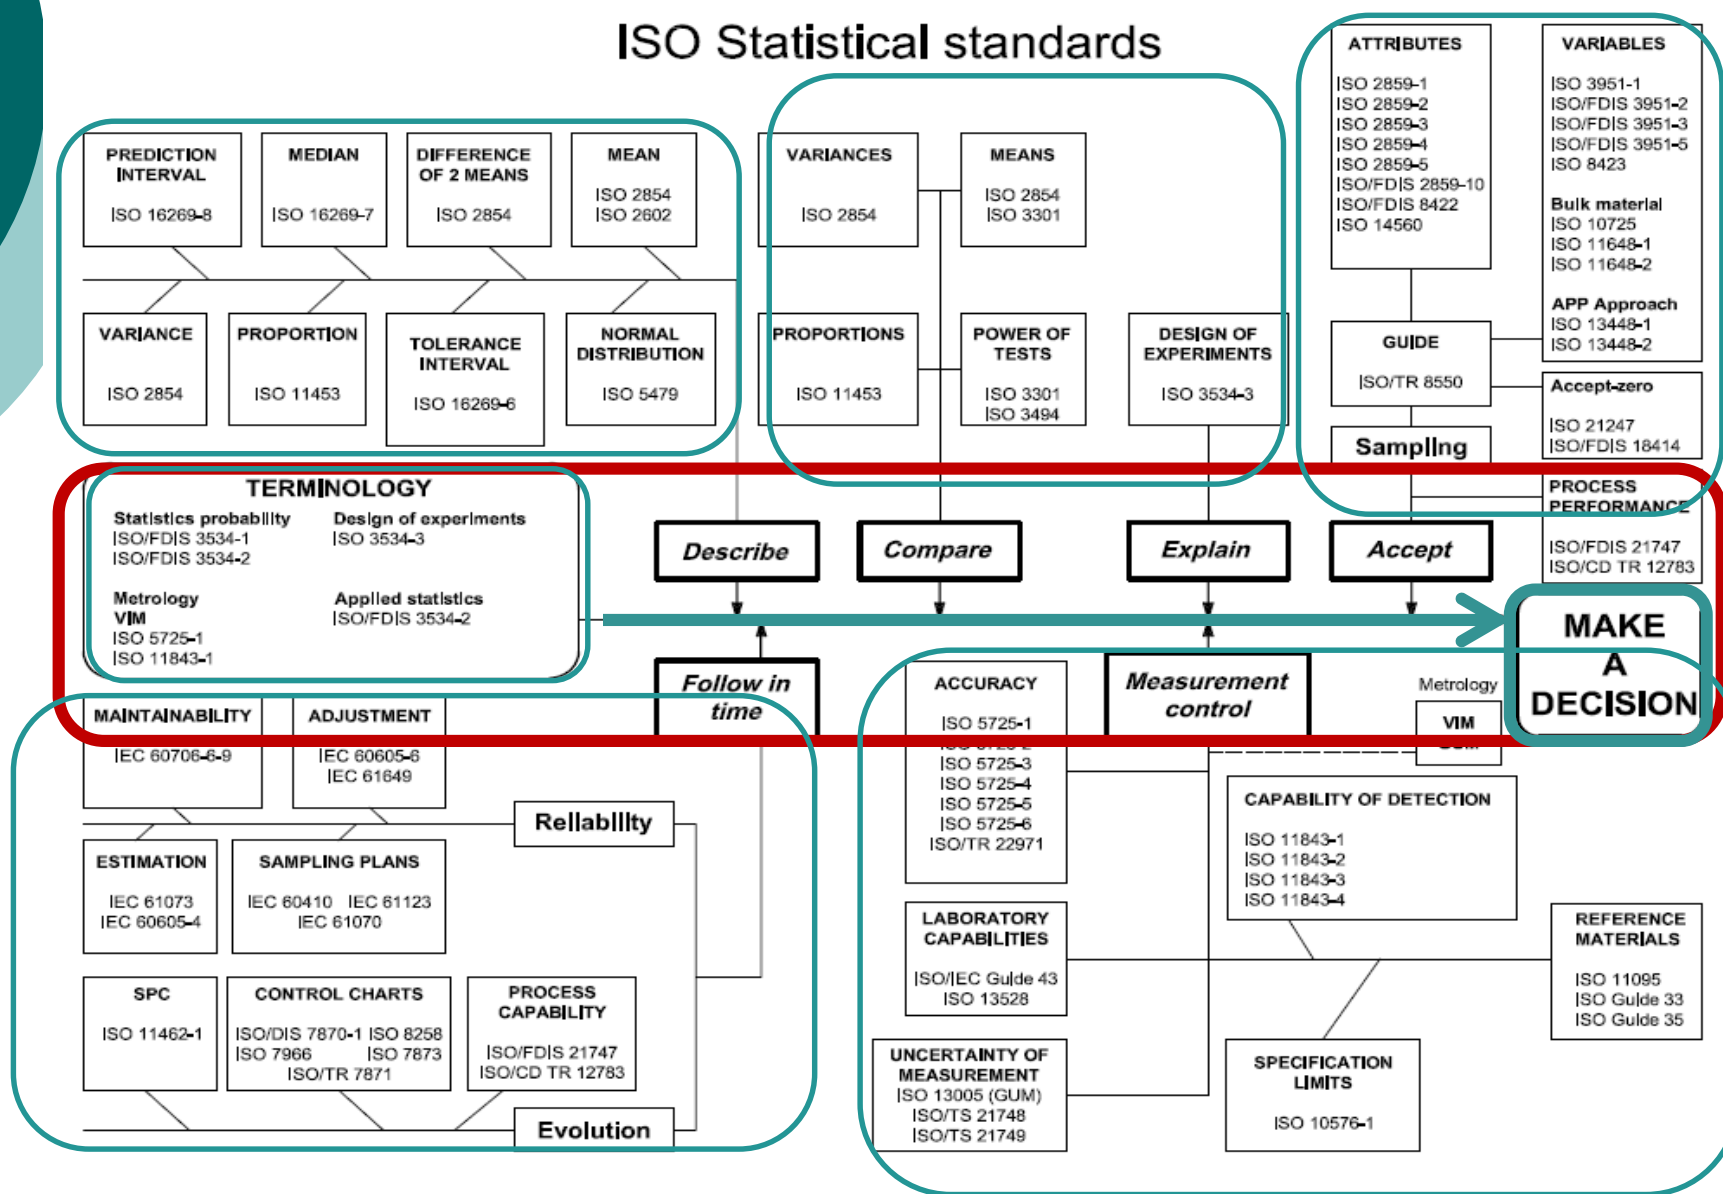 ISO Statistical standards
PREDICTION
INTERVAL
ISO 16269-8
MEDIAN
ISO 16269-7
DIFFERENCE
OF 2 MEANS
ISO 2854
MEAN
ISO 2854
ISO 2602
VARIANCE
ISO 2854
PROPORTION
ISO 11453
TOLERANCE
INTERVAL
ISO 16269-6
NORMAL
DISTRIBUTION
ISO 5479
VARIANCES
ISO 2854
MEANS
ISO 2854
ISO 3301
PROPORTIONS
ISO 11453
POWER OF
TESTS
ISO 3301
ISO 3494
DESIGN OF
EXPERIMENTS
ISO 3534-3
ATTRIBUTES
ISO 2859-1
ISO 2859-2
ISO 2859-3
ISO 2859-4
ISO 2859-5
ISO/FDIS 2859-10
ISO/FDIS 8422
ISO 14560
VARIABLES
ISO 3951-1
ISO/FDIS 3951-2
ISO/FDIS 3951-3
ISO/FDIS 3951-5
ISO 8423
Bulk material
ISO 10725
ISO 11648-1
ISO 11648-2
APP Approach
ISO 13448-1
ISO 13448-2
GUIDE
ISO/TR 8550
Accept-zero
ISO 21247
ISO/FDIS 18414
Sampling
PROCESS
PERFORMANCE
ISO/FDIS 21747
ISO/CD TR 12783
TERMINOLOGY
Statistics probability
ISO/FDIS 3534-1
ISO/FDIS 3534-2
Design of experiments
ISO 3534-3
Metrology
VIM
ISO 5725-1
ISO 11843-1
Applied statistics
ISO/FDIS 3534-2
Describe
Compare
Explain
Accept
MAKE
A
DECISION
Follow in
time
Measurement
control
MAINTAINABILITY
IEC 60706-6-9
ADJUSTMENT
IEC 60605-6
IEC 61649
Reliability
ESTIMATION
IEC 61073
IEC 60605-4
SAMPLING PLANS
IEC 60410 IEC 61123
IEC 61070
SPC
ISO 11462-1
CONTROL CHARTS
ISO/DIS 7870-1 ISO 8258
ISO 7966 ISO 7873
ISO/TR 7871
PROCESS
CAPABILITY
ISO/FDIS 21747
ISO/CD TR 12783
Evolution
ACCURACY
ISO 5725-1
ISO 5725-3
ISO 5725-4
ISO 5725-5
ISO 5725-6
ISO/TR 22971
Metrology
VIM
CAPABILITY OF DETECTION
ISO 11843-1
ISO 11843-2
ISO 11843-3
ISO 11843-4
LABORATORY
CAPABILITIES
ISO/IEC Guide 43
ISO 13528
REFERENCE
MATERIALS
ISO 11095
ISO Guide 33
ISO Guide 35
UNCERTAINTY OF
MEASUREMENT
ISO 13005 (GUM)
ISO/TS 21748
ISO/TS 21749
SPECIFICATION
LIMITS
ISO 10576-1